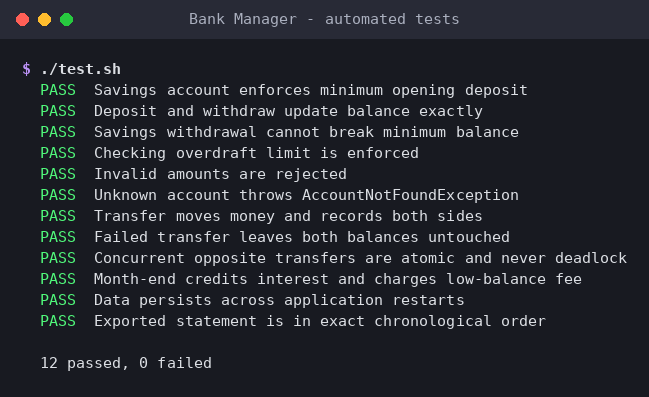 Bank Manager - automated tests
$ ./test.sh
PASS  Savings account enforces minimum opening deposit
PASS  Deposit and withdraw update balance exactly
PASS  Savings withdrawal cannot break minimum balance
PASS  Checking overdraft limit is enforced
PASS  Invalid amounts are rejected
PASS  Unknown account throws AccountNotFoundException
PASS  Transfer moves money and records both sides
PASS  Failed transfer leaves both balances untouched
PASS  Concurrent opposite transfers are atomic and never deadlock
PASS  Month-end credits interest and charges low-balance fee
PASS  Data persists across application restarts
PASS  Exported statement is in exact chronological order
12 passed, 0 failed